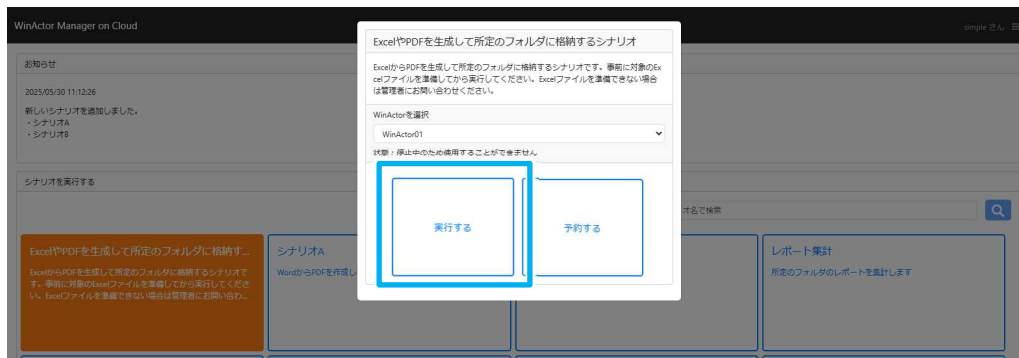 WinActor Manager on Cloud
simple さん
お知らせ
2025/05/30 11:12:26
新しいシナリオを追加しました。
・シナリオA
・シナリオB
ExcelやPDFを生成して所定のフォルダに格納するシナリオ
ExcelからPDFを生成して所定のフォルダに格納するシナリオです。事前に対象のEx
celファイルを準備してから実行してください。Excelファイルを準備できない場合
は管理者にお問い合わせください。
WinActorを選択
WinActor01
状態：停止中のため使用することができません
実行する
予約する
シナリオを実行する
オ名で検索
ExcelやPDFを生成して所定のフォルダに格納す...
ExcelからPDFを生成して所定のフォルダに格納するシナリオで
す。事前に対象のExcelファイルを準備してから実行してくださ
い。Excelファイルを準備できない場合は管理者にお問い合わ...
シナリオA
WordからPDFを作成し
レポート集計
所定のフォルダのレポートを集計します